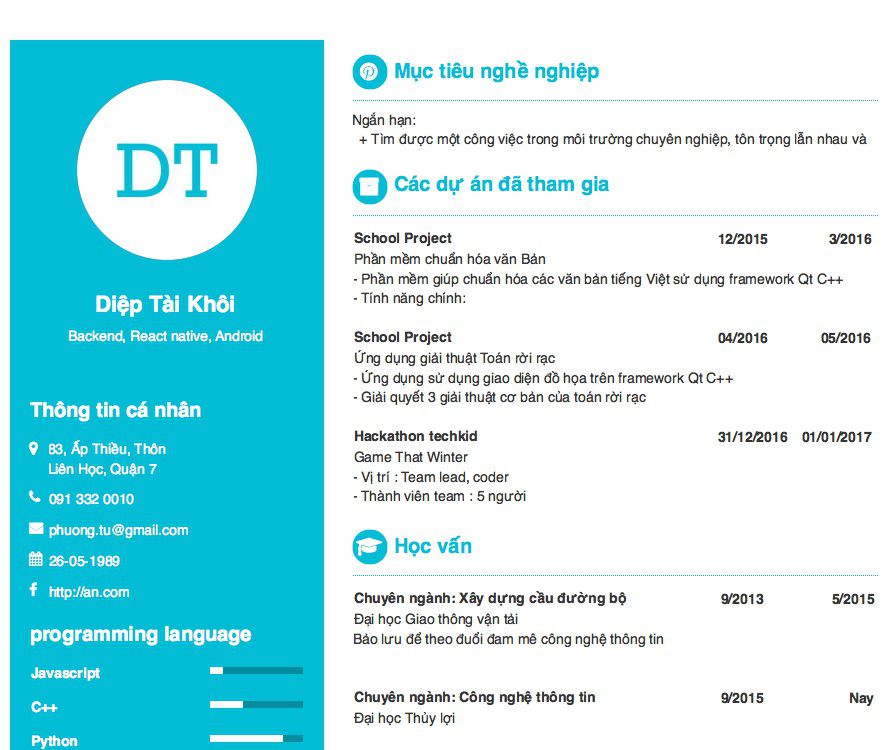 DT
Diệp Tài Khôi
Backend, React native, Android
Thông tin cá nhân
83, Ấp Thiều, Thôn
Liên Học, Quận 7
091 332 0010
phuong.tu@gmail.com
26-05-1989
http://an.com
programming language
Javascript
C++
Python
Mục tiêu nghề nghiệp
Ngắn hạn:
+ Tìm được một công việc trong môi trường chuyên nghiệp, tôn trọng lẫn nhau và
Các dự án đã tham gia
School Project 12/2015 3/2016
Phần mềm chuẩn hóa văn Bản
- Phần mềm giúp chuẩn hóa các văn bản tiếng Việt sử dụng framework Qt C++
- Tính năng chính:
School Project 04/2016 05/2016
Ứng dụng giải thuật Toán rời rạc
- Ứng dụng sử dụng giao diện đồ họa trên framework Qt C++
- Giải quyết 3 giải thuật cơ bản của toán rời rạc
Hackathon techkid 31/12/2016 01/01/2017
Game That Winter
- Vị trí : Team lead, coder
- Thành viên team : 5 người
Học vấn
Chuyên ngành: Xây dựng cầu đường bộ 9/2013 5/2015
Đại học Giao thông vận tải
Bảo lưu để theo đuổi đam mê công nghệ thông tin
Chuyên ngành: Công nghệ thông tin 9/2015 Nay
Đại học Thủy lợi